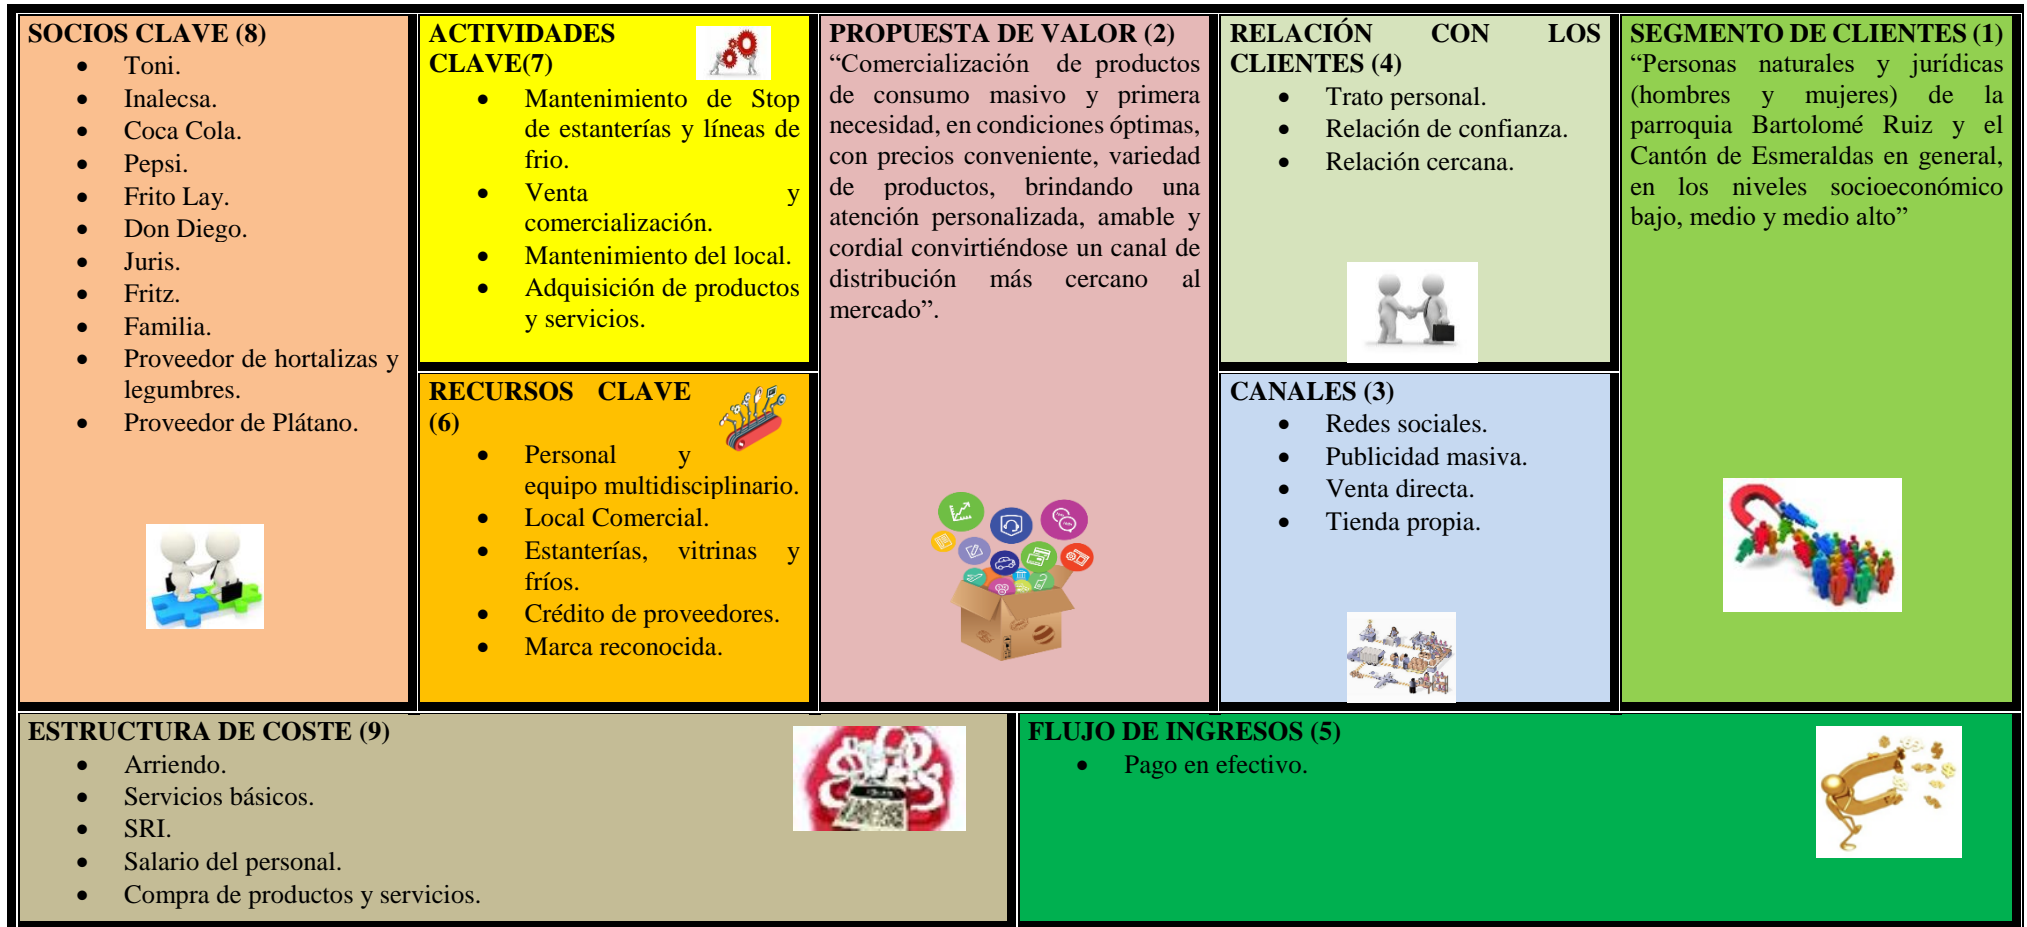 SOCIOS CLAVE (8)
• Toni.
• Inalecsa.
• Coca Cola.
• Pepsi.
• Frito Lay.
• Don Diego.
• Juris.
• Fritz.
• Familia.
• Proveedor de hortalizas y
legumbres.
• Proveedor de Plátano.
ACTIVIDADES
CLAVE(7)
• Mantenimiento de Stop
de estanterías y líneas de
frio.
• Venta y
comercialización.
• Mantenimiento del local.
• Adquisición de productos
y servicios.
RECURSOS CLAVE
(6)
• Personal y
equipo multidisciplinario.
• Local Comercial.
• Estanterías, vitrinas y
fríos.
• Crédito de proveedores.
• Marca reconocida.
PROPUESTA DE VALOR (2)
“Comercialización de productos
de consumo masivo y primera
necesidad, en condiciones óptimas,
con precios conveniente, variedad
de productos, brindando una
atención personalizada, amable y
cordial convirtiéndose un canal de
distribución más cercano al
mercado”.
RELACIÓN CON LOS
CLIENTES (4)
• Trato personal.
• Relación de confianza.
• Relación cercana.
CANALES (3)
• Redes sociales.
• Publicidad masiva.
• Venta directa.
• Tienda propia.
SEGMENTO DE CLIENTES (1)
“Personas naturales y jurídicas
(hombres y mujeres) de la
parroquia Bartolomé Ruiz y el
Cantón de Esmeraldas en general,
en los niveles socioeconómico
bajo, medio y medio alto”
ESTRUCTURA DE COSTE (9)
• Arriendo.
• Servicios básicos.
• SRI.
• Salario del personal.
• Compra de productos y servicios.
FLUJO DE INGRESOS (5)
• Pago en efectivo.